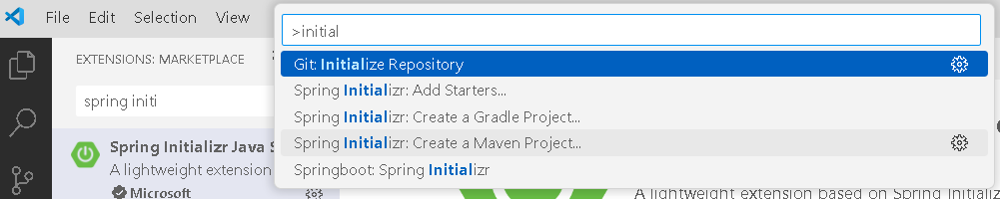 File Edit Selection View
>initial
EXTENSIONS: MARKETPLACE
Git: Initialize Repository
spring initi
Spring Initializr: Add Starters...
Spring Initializr: Create a Gradle Project...
Spring Initializr: Create a Maven Project...
Springboot: Spring Initializr
Spring Initializr Java S
A lightweight extension
Microsoft
A lightweight extension based on Spring Initializ